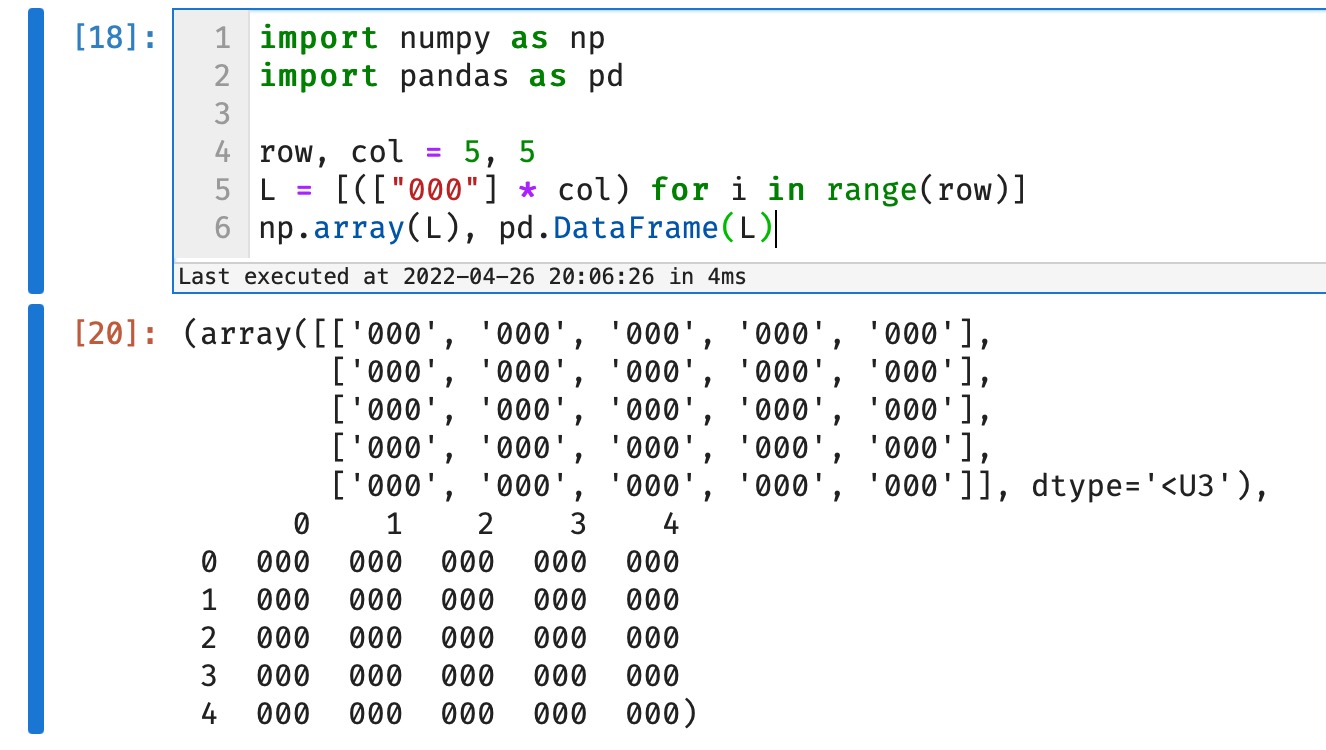 [18]:
1 import numpy as np
2 import pandas as pd
3
4 row, col = 5, 5
5 L = [(["000"] * col) for i in range(row)]
6 np.array(L), pd.DataFrame(L)
Last executed at 2022-04-26 20:06:26 in 4ms
[20]: (array([['000', '000', '000', '000', '000'],
['000', '000', '000', '000', '000'],
['000', '000', '000', '000', '000'],
['000', '000', '000', '000', '000'],
['000', '000', '000', '000', '000']], dtype='<U3'),
0 1 2 3 4
0 000 000 000 000 000
1 000 000 000 000 000
2 000 000 000 000 000
3 000 000 000 000 000
4 000 000 000 000 000)